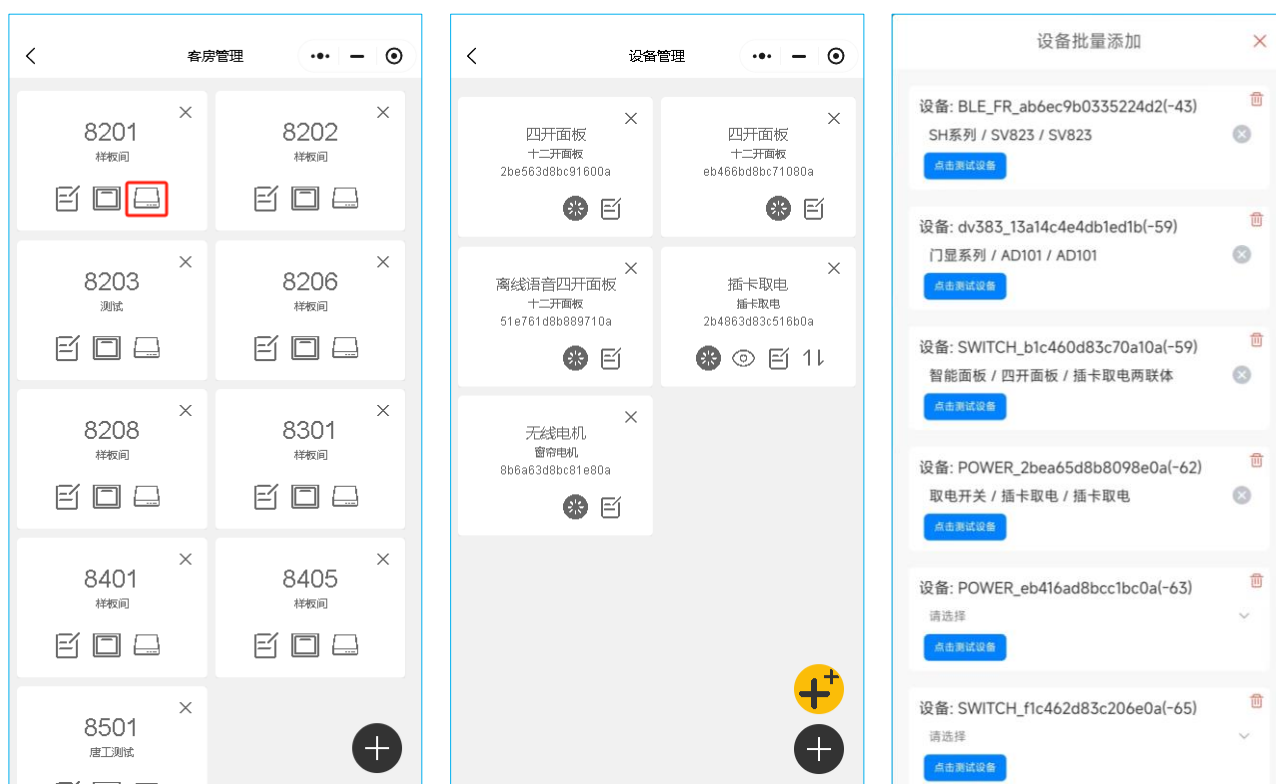 客房管理
8201
样板间
8202
样板间
8203
测试
8206
样板间
8208
样板间
8301
样板间
8401
样板间
8405
样板间
8501
唐工测试
设备管理
四开面板
十二开面板
2be563d8bc91600a
四开面板
十二开面板
eb466bd8bc71080a
离线语音四开面板
十二开面板
51e761d8b889710a
插卡取电
插卡取电
2b4863d83c516b0a
无线电机
窗帘电机
8b6a63d8bc81e80a
设备批量添加
设备: BLE_FR_ab6ec9b0335224d2(-43)
SH系列 / SV823 / SV823
点击测试设备
设备: dv383_13a14c4e4db1ed1b(-59)
门显系列 / AD101 / AD101
点击测试设备
设备: SWITCH_b1c460d83c70a10a(-59)
智能面板 / 四开面板 / 插卡取电两联体
点击测试设备
设备: POWER_2bea65d8b8098e0a(-62)
取电开关 / 插卡取电 / 插卡取电
点击测试设备
设备: POWER_eb416ad8bcc1bc0a(-63)
请选择
点击测试设备
设备: SWITCH_f1c462d83c206e0a(-65)
请选择
点击测试设备